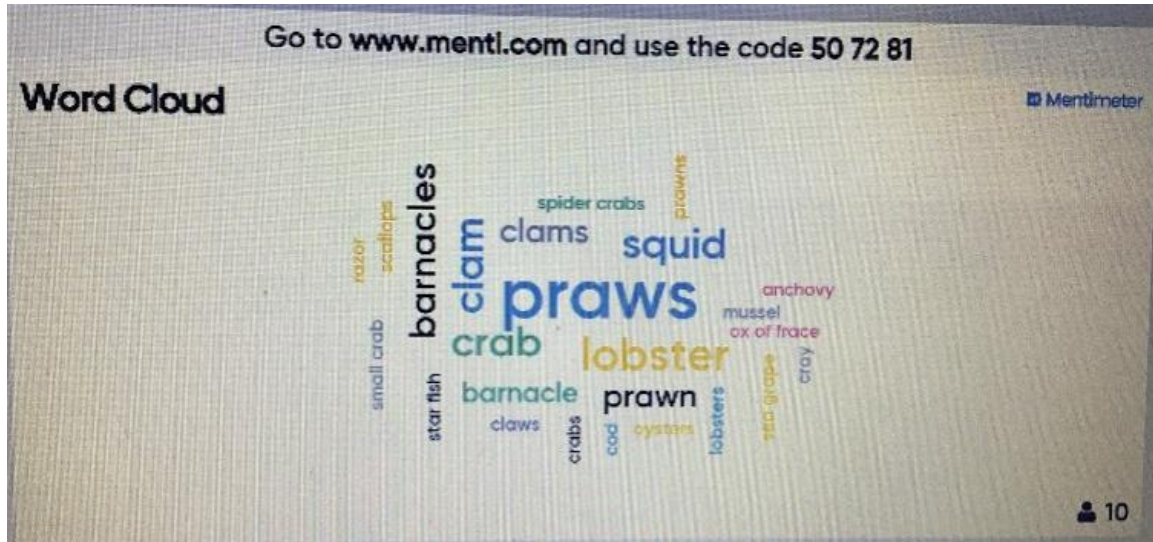 Go to www.menti.com and use the code 50 72 81
Word Cloud
Mentimeter
prawns
spider crabs
barnacles
scallops
razor
clam
clams
squid
praws
anchovy
mussel
ox of frace
crab
lobster
small crab
cray
sea grape
star fish
barnacle
prawn
lobsters
claws
crabs
cod
oysters
10